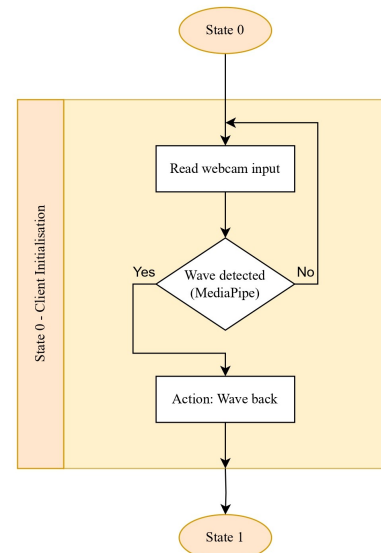 State 0
State 0 - Client Initialisation
Read webcam input
Wave detected
(MediaPipe)
Yes
No
Action: Wave back
State 1